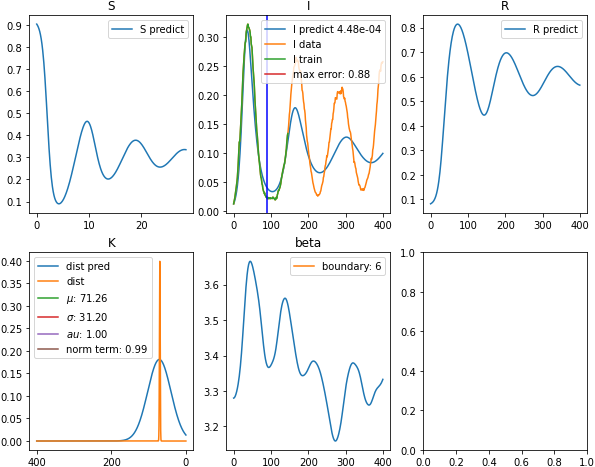 S
S predict
0.9
0.8
0.7
0.6
0.5
0.4
0.3
0.2
0.1
0 10 20
I
I predict 4.48e-04
I data
I train
max error: 0.88
0.30
0.25
0.20
0.15
0.10
0.05
0.00
0 100 200 300 400
R
R predict
0.8
0.7
0.6
0.5
0.4
0.3
0.2
0.1
0 100 200 300 400
K
dist pred
dist
μ: 71.26
σ: 31.20
au: 1.00
norm term: 0.99
0.40
0.35
0.30
0.25
0.20
0.15
0.10
0.05
0.00
400 200 0
beta
boundary: 6
3.6
3.5
3.4
3.3
3.2
0 100 200 300 400
1.0
0.8
0.6
0.4
0.2
0.0
0.0 0.2 0.4 0.6 0.8 1.0